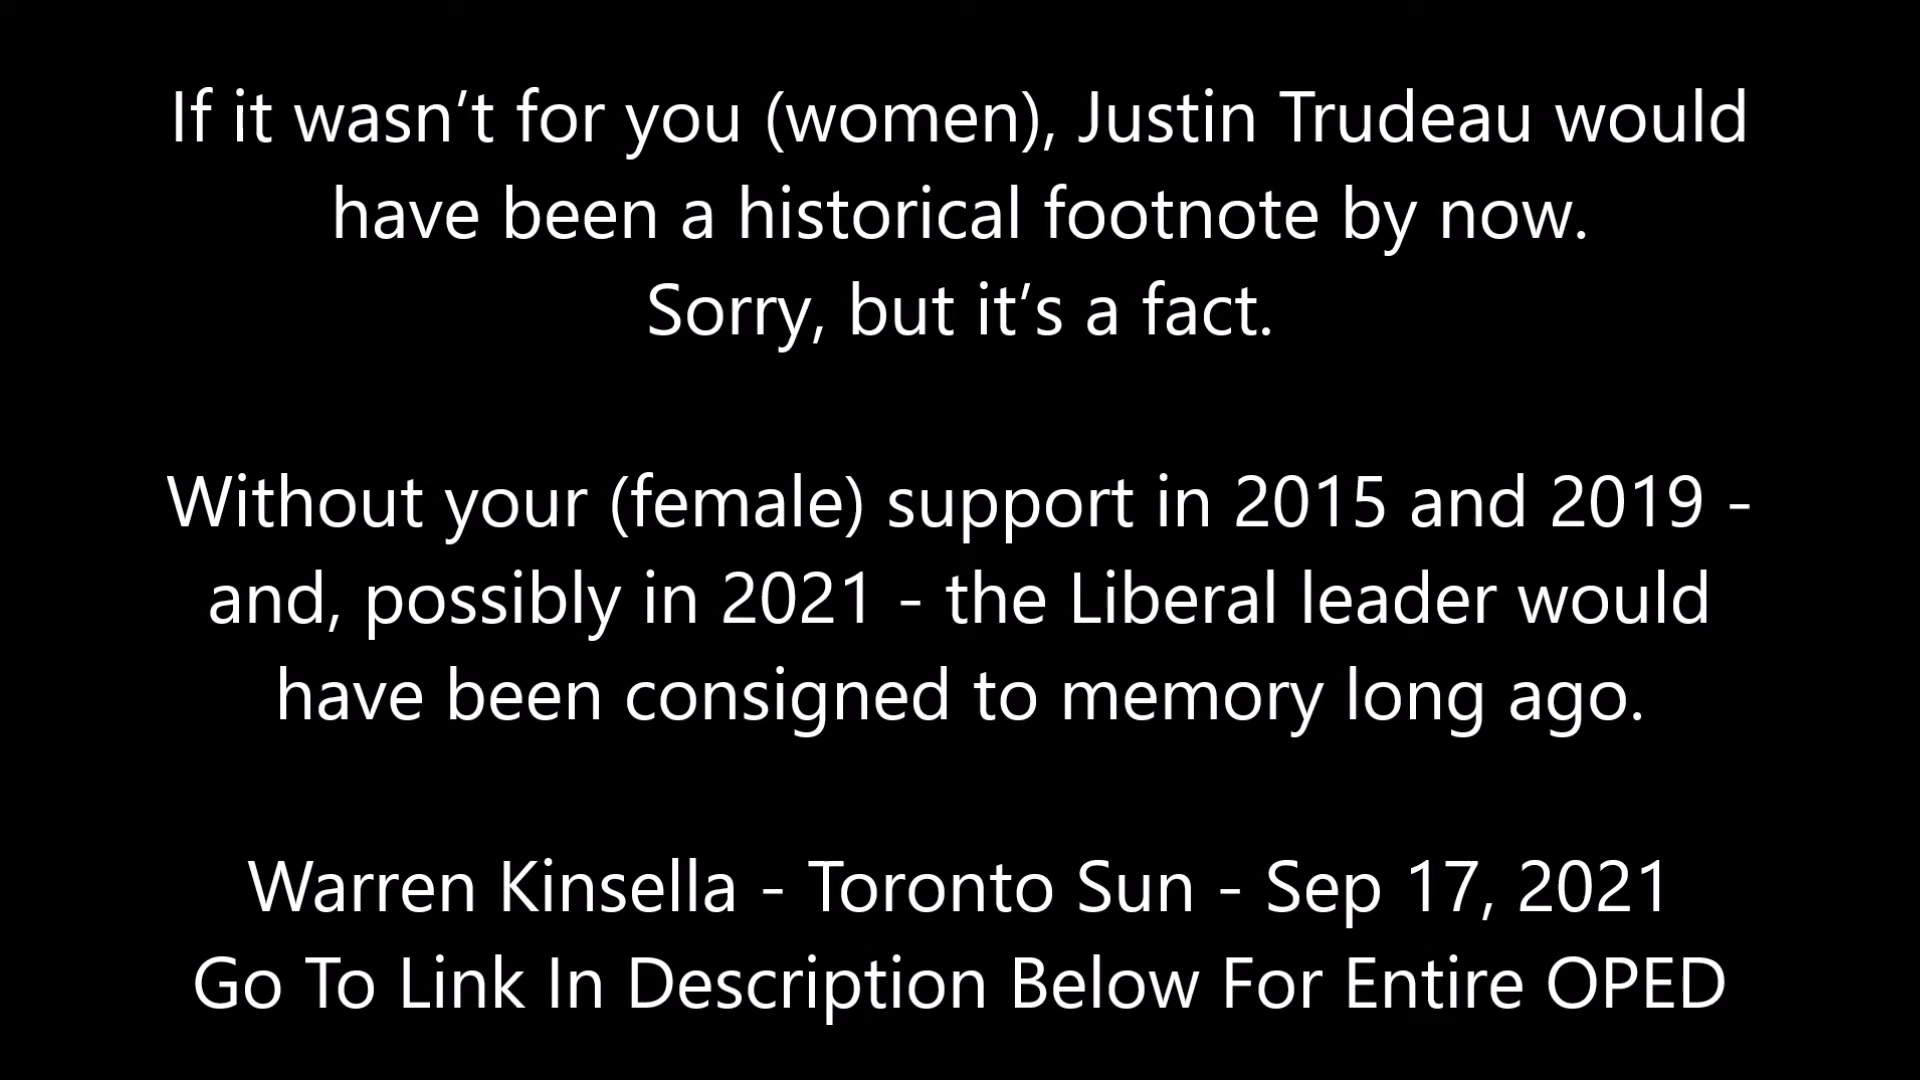 If it wasn’t for you (women), Justin Trudeau would
have been a historical footnote by now.
Sorry, but it’s a fact.
Without your (female) support in 2015 and 2019 -
and, possibly in 2021 - the Liberal leader would
have been consigned to memory long ago.
Warren Kinsella - Toronto Sun - Sep 17, 2021
Go To Link In Description Below For Entire OPED